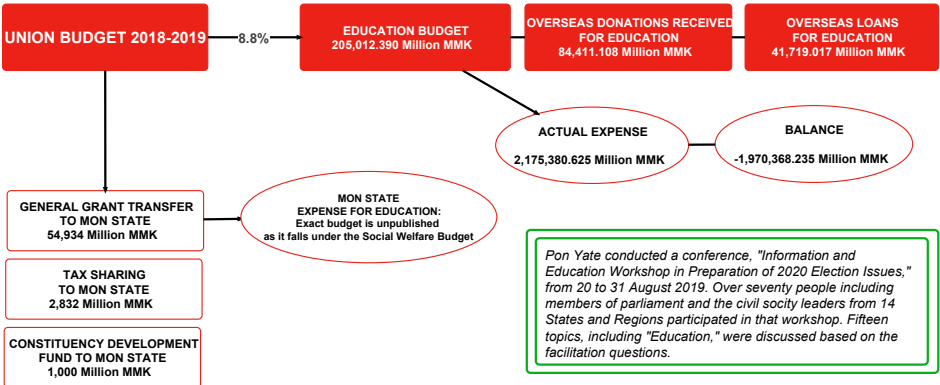 UNION BUDGET 2018-2019
8.8%
EDUCATION BUDGET
205,012.390 Million MMK
OVERSEAS DONATIONS RECEIVED
FOR EDUCATION
84,411.108 Million MMK
OVERSEAS LOANS
FOR EDUCATION
41,719.017 Million MMK
ACTUAL EXPENSE
2,175,380.625 Million MMK
BALANCE
-1,970,368.235 Million MMK
GENERAL GRANT TRANSFER
TO MON STATE
54,934 Million MMK
MON STATE
EXPENSE FOR EDUCATION:
Exact budget is unpublished
as it falls under the Social Welfare Budget
TAX SHARING
TO MON STATE
2,832 Million MMK
CONSTITUENCY DEVELOPMENT
FUND TO MON STATE
1,000 Million MMK
Pon Yate conducted a conference, "Information and
Education Workshop in Preparation of 2020 Election Issues,"
from 20 to 31 August 2019. Over seventy people including
members of parliament and the civil socity leaders from 14
States and Regions participated in that workshop. Fifteen
topics, including "Education," were discussed based on the
facilitation questions.